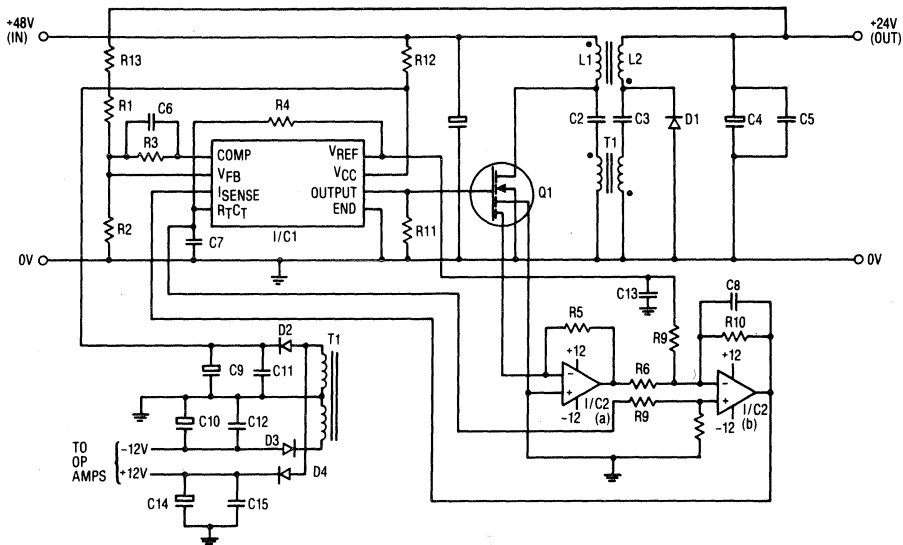 +48V
(IN)
+24V
(OUT)
R13
R12
L1
L2
R1
C6
R4
R3
COMP
VREF
C2
C3
D1
C4
C5
VFB
VCC
T1
ISENSE
OUTPUT
Q1
RTCT
END
R2
I/C1
R11
C7
0V
0V
C13
C8
R5
R9
R10
D2
T1
+12
R6
+12
C9
C11
−
+
−
+
I/C2
(a)
−12
R9
I/C2
(b)
−12
C10
C12
D3
TO
OP
AMPS
−12V
+12V
D4
C14
C15